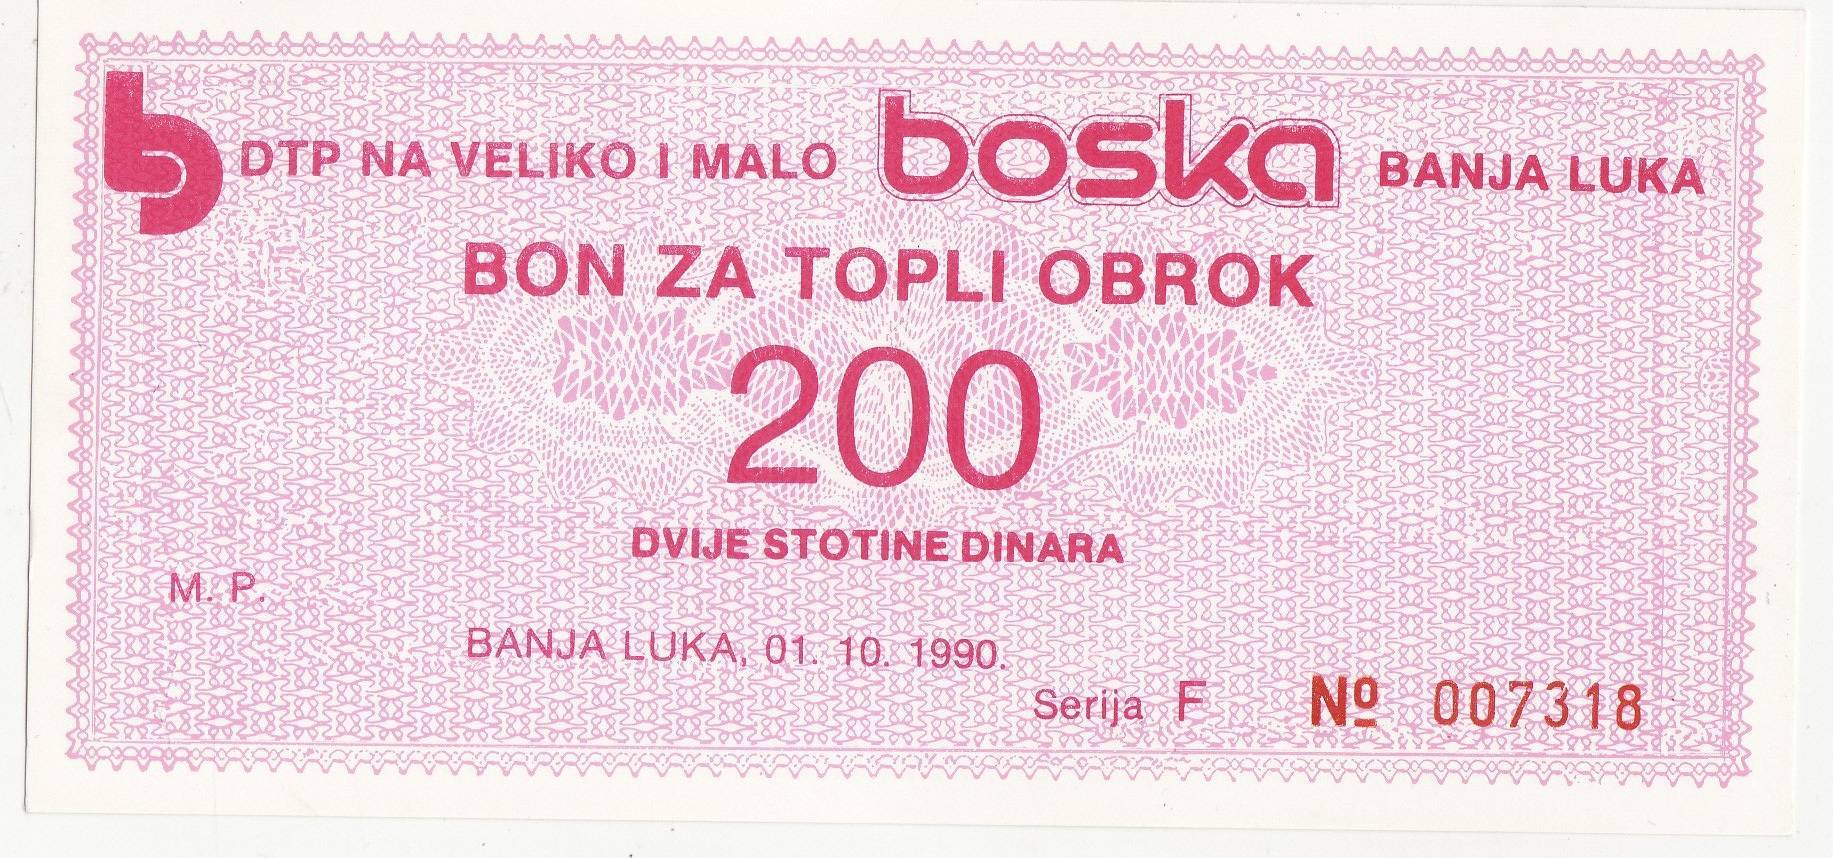 b DTP NA VELIKO I MALO boska BANJA LUKA
BON ZA TOPLI OBROK
200
DVIJE STOTINE DINARA
M. P.
BANJA LUKA, 01. 10. 1990.
Serija F Nº 007318